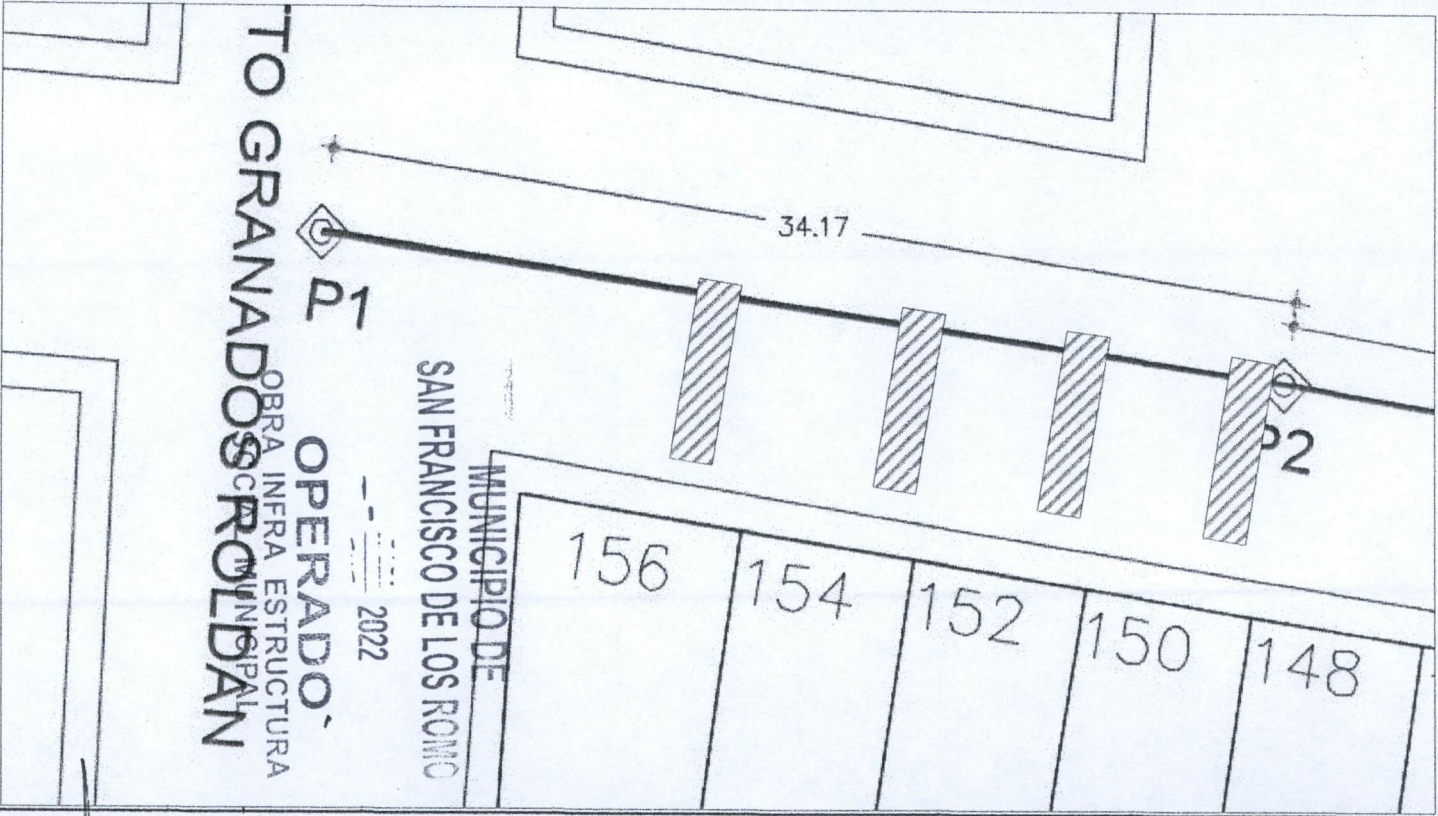 TO GRANADOS ROLDAN
34.17
P1
P2
MUNICIPIO DE
SAN FRANCISCO DE LOS ROMO
2022
OPERADO
OBRA INFRA ESTRUCTURA
MUNICIPAL
156
154
152
150
148